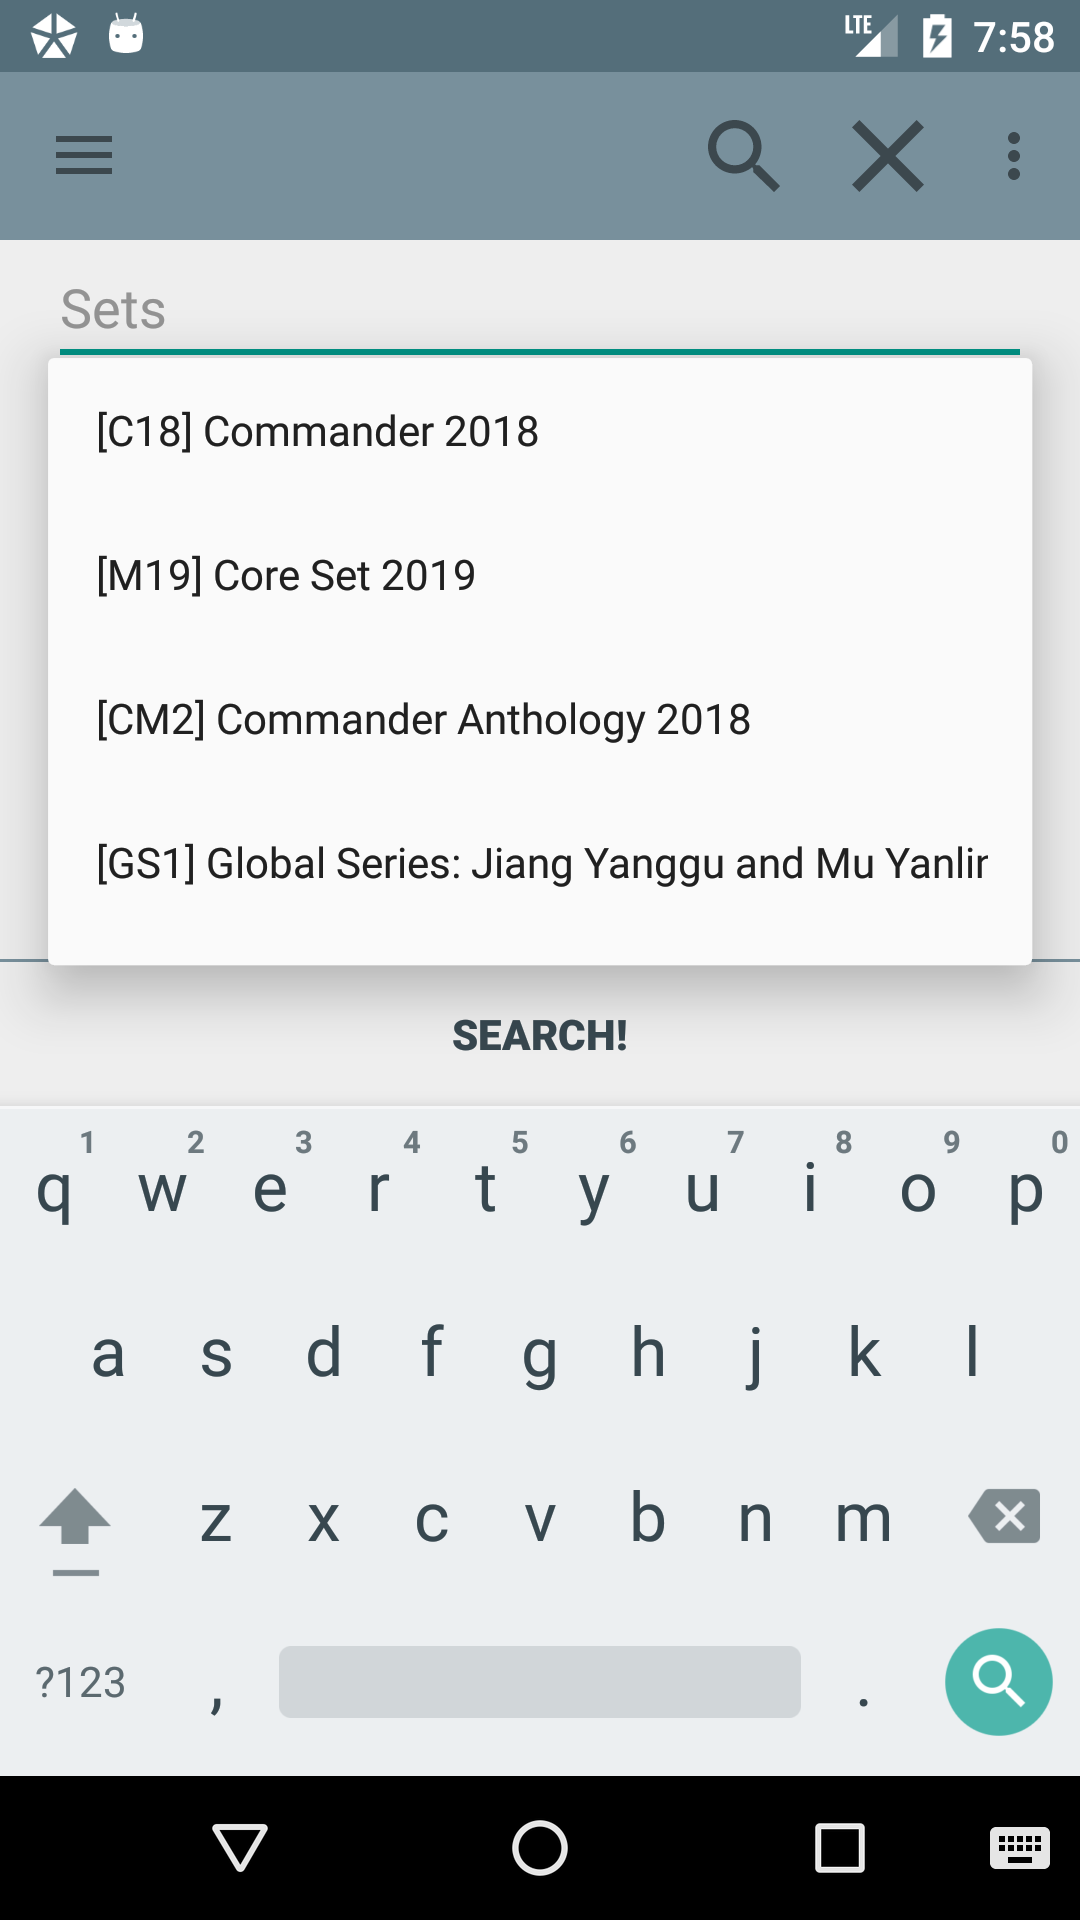 LTE 7:58
Sets
[C18] Commander 2018
[M19] Core Set 2019
[CM2] Commander Anthology 2018
[GS1] Global Series: Jiang Yanggu and Mu Yanlin
SEARCH!
1 2 3 4 5 6 7 8 9 0
q w e r t y u i o p
a s d f g h j k l
z x c v b n m
?123 , .